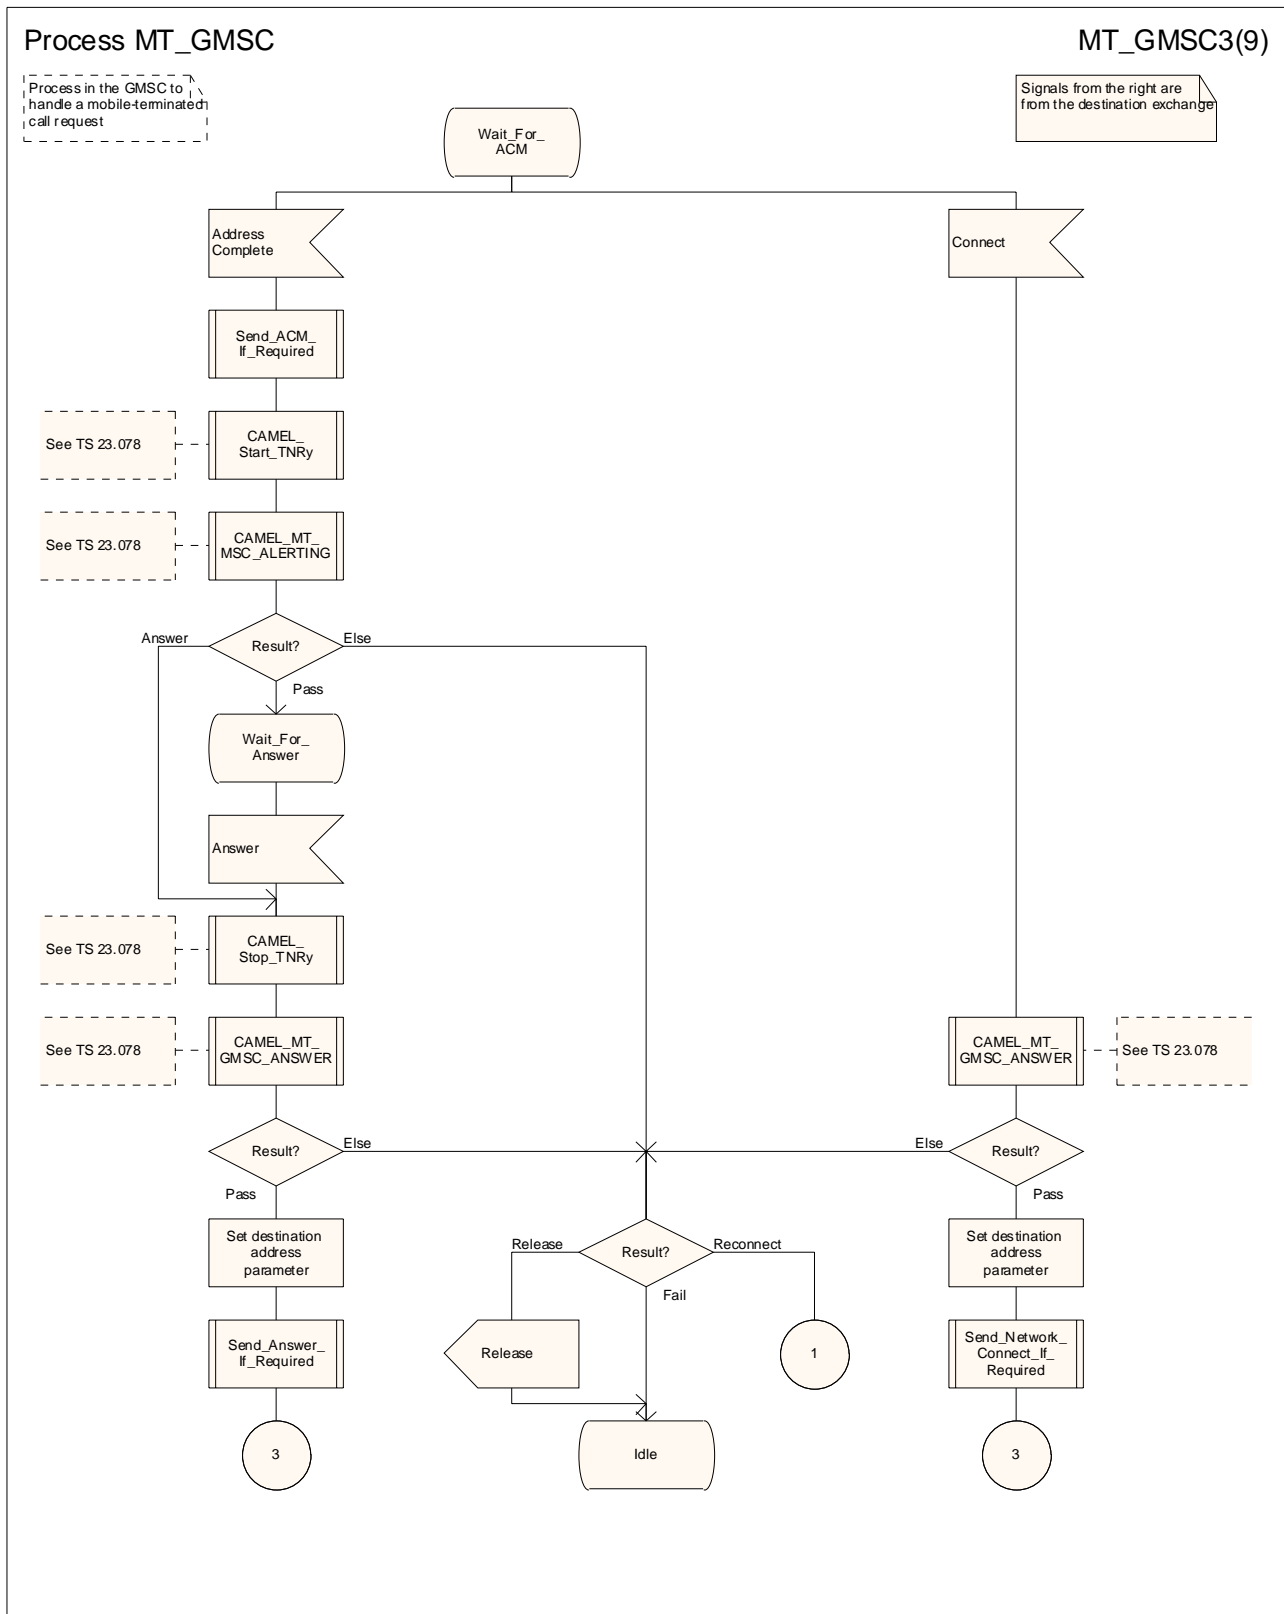 Process MT_GMSC
MT_GMSC3(9)
Process in the GMSC to
handle a mobile-terminated
call request
Signals from the right are
from the destination exchange
Wait_For_
ACM
Address
Complete
Connect
Send_ACM_
If_Required
See TS 23.078
CAMEL_
Start_TNRy
See TS 23.078
CAMEL_MT_
MSC_ALERTING
Answer
Result?
Else
Pass
Wait_For_
Answer
Answer
See TS 23.078
CAMEL_
Stop_TNRy
See TS 23.078
CAMEL_MT_
GMSC_ANSWER
CAMEL_MT_
GMSC_ANSWER
See TS 23.078
Result?
Else
Else
Result?
Pass
Pass
Set destination
address
parameter
Release
Result?
Reconnect
Fail
Set destination
address
parameter
Send_Answer_
If_Required
Release
1
Send_Network_
Connect_If_
Required
3
Idle
3